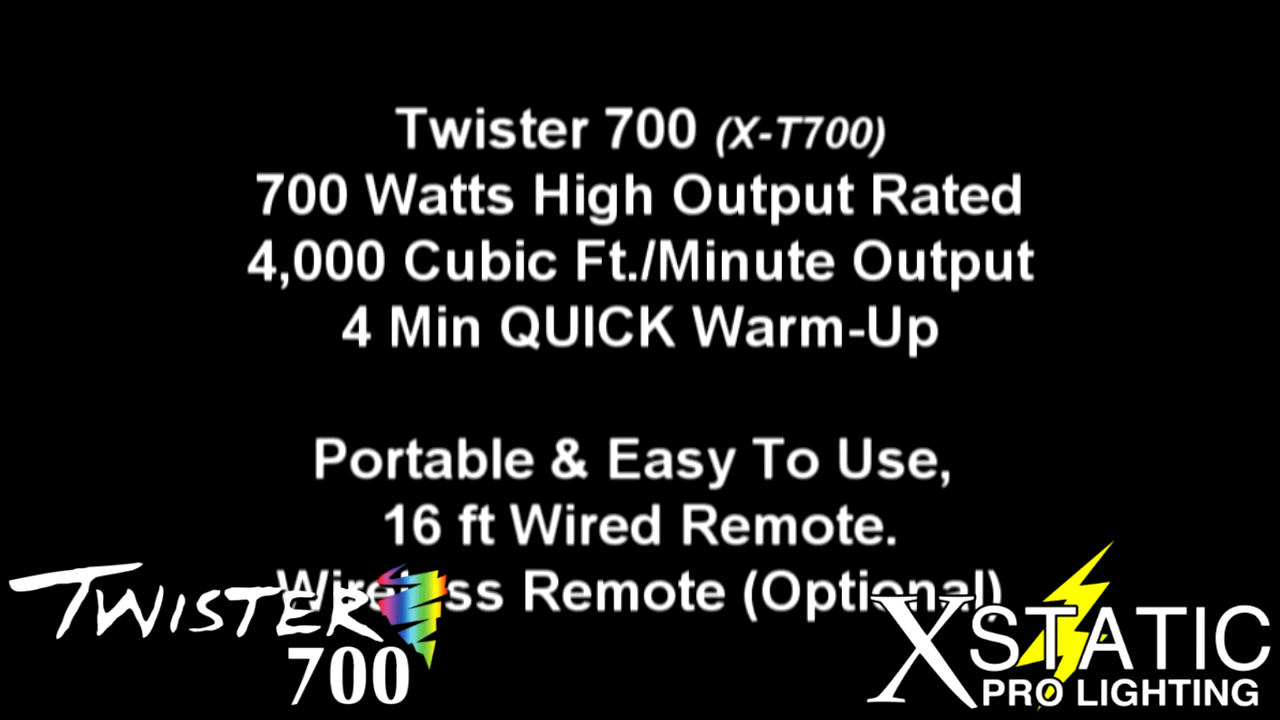 Twister 700 (X-T700)
700 Watts High Output Rated
4,000 Cubic Ft./Minute Output
4 Min QUICK Warm-Up
Portable & Easy To Use,
16 ft Wired Remote.
Wireless Remote (Optional)
TWISTER
700
XSTATIC
PRO LIGHTING